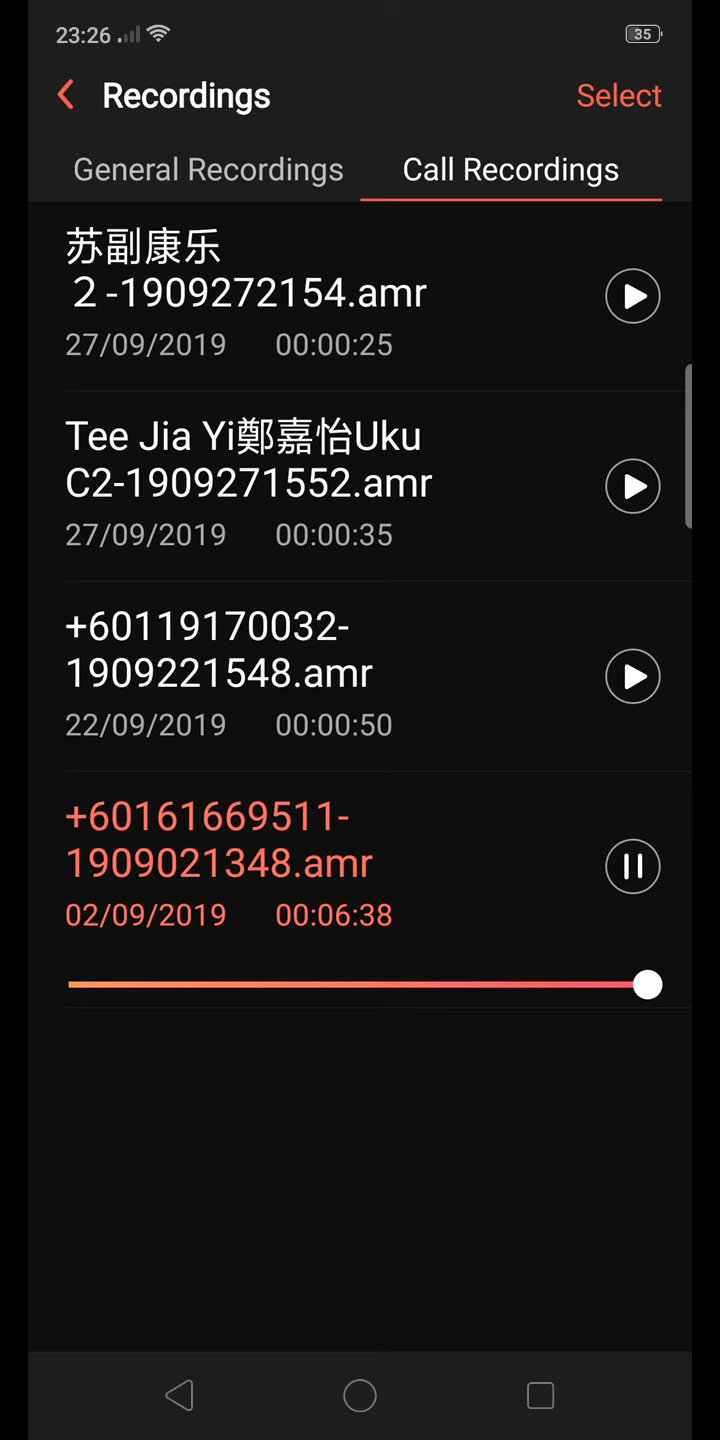 23:26
35
Recordings
Select
General Recordings
Call Recordings
苏副康乐
２-1909272154.amr
27/09/2019 00:00:25
Tee Jia Yi鄭嘉怡Uku
C2-1909271552.amr
27/09/2019 00:00:35
+60119170032-
1909221548.amr
22/09/2019 00:00:50
+60161669511-
1909021348.amr
02/09/2019 00:06:38